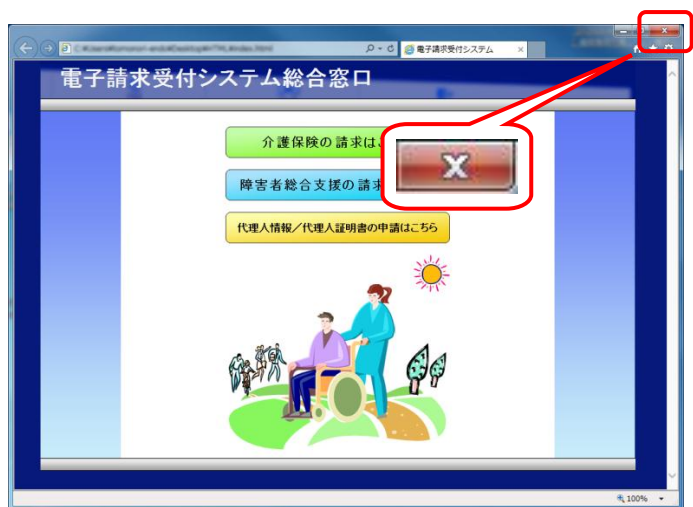 電子請求受付システム
電子請求受付システム総合窓口
介護保険の請求は
障害者総合支援の請求
代理人情報/代理人証明書の申請はこちら
100%